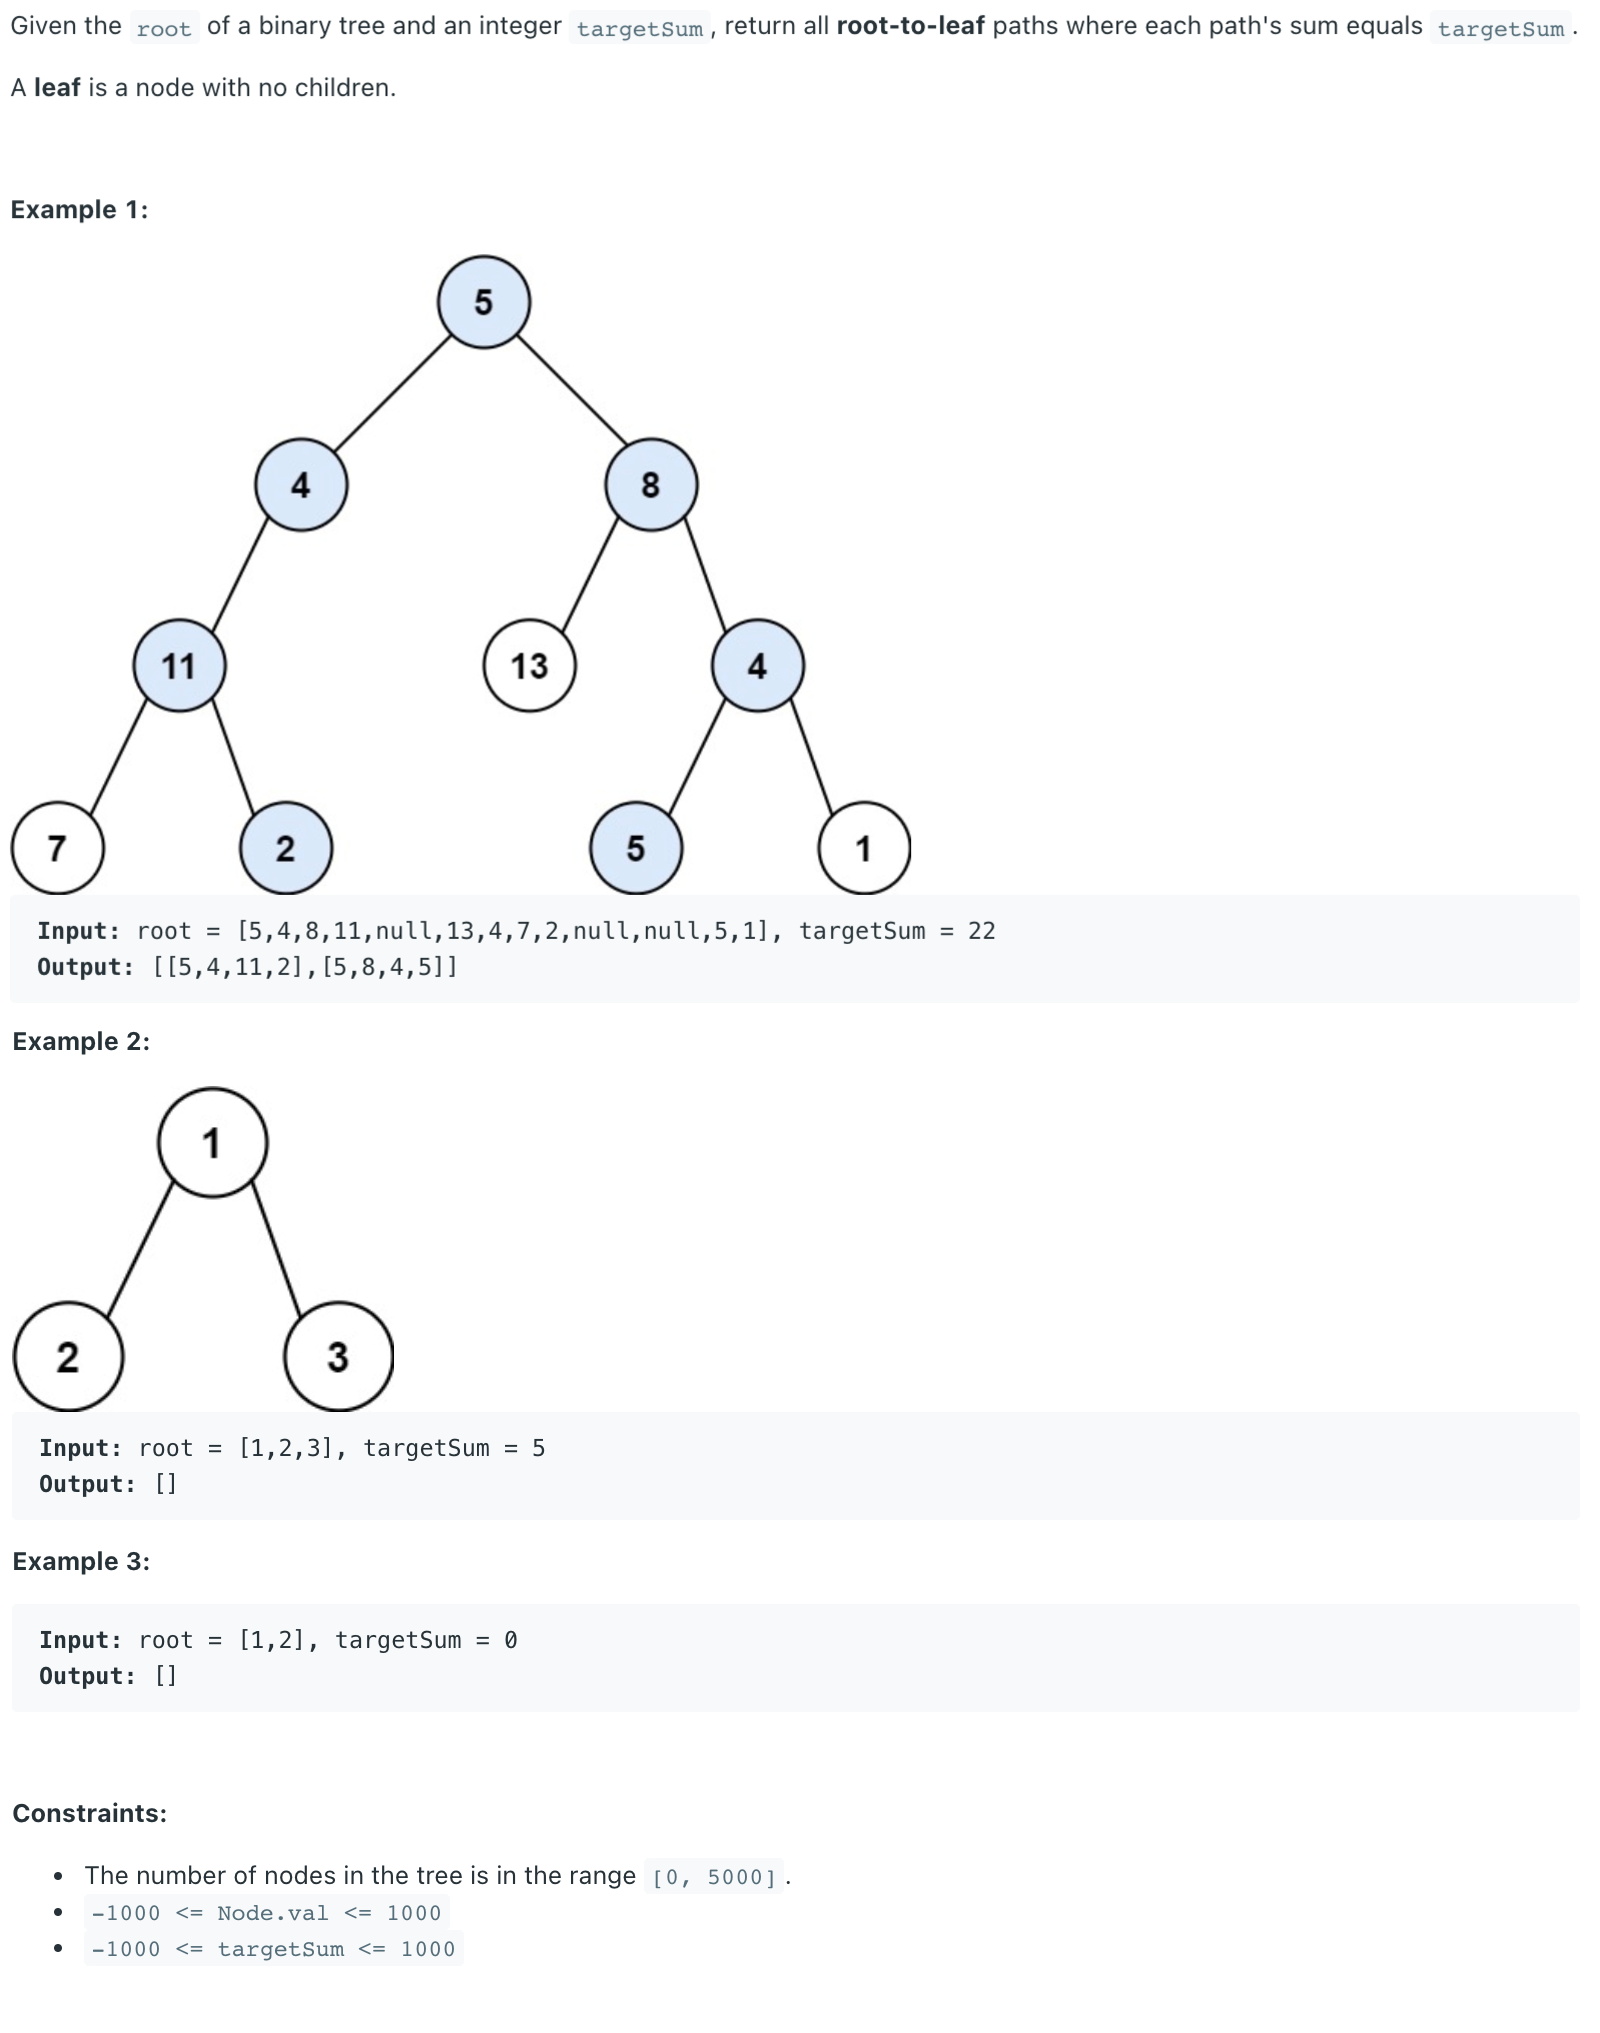 Given the root of a binary tree and an integer targetSum, return all root-to-leaf paths where each path's sum equals targetSum.
A leaf is a node with no children.
Example 1:
5
4 8
11 13 4
7 2 5 1
Input: root = [5,4,8,11,null,13,4,7,2,null,null,5,1], targetSum = 22
Output: [[5,4,11,2],[5,8,4,5]]
Example 2:
1
2 3
Input: root = [1,2,3], targetSum = 5
Output: []
Example 3:
Input: root = [1,2], targetSum = 0
Output: []
Constraints:
• The number of nodes in the tree is in the range [0, 5000].
• -1000 <= Node.val <= 1000
• -1000 <= targetSum <= 1000